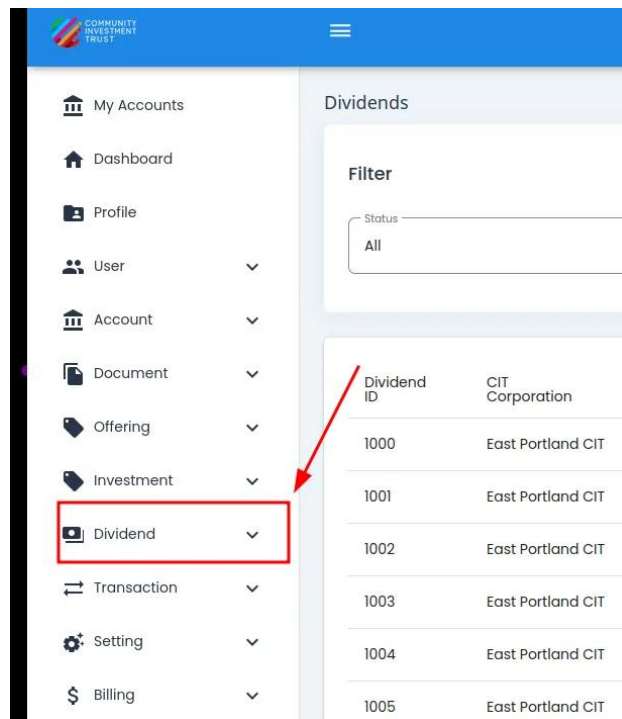 COMMUNITY
INVESTMENT
TRUST
My Accounts
Dashboard
Profile
User
Account
Document
Offering
Investment
Dividend
Transaction
Setting
Billing
Dividends
Filter
Status
All
Dividend ID CIT Corporation
1000 East Portland CIT
1001 East Portland CIT
1002 East Portland CIT
1003 East Portland CIT
1004 East Portland CIT
1005 East Portland CIT